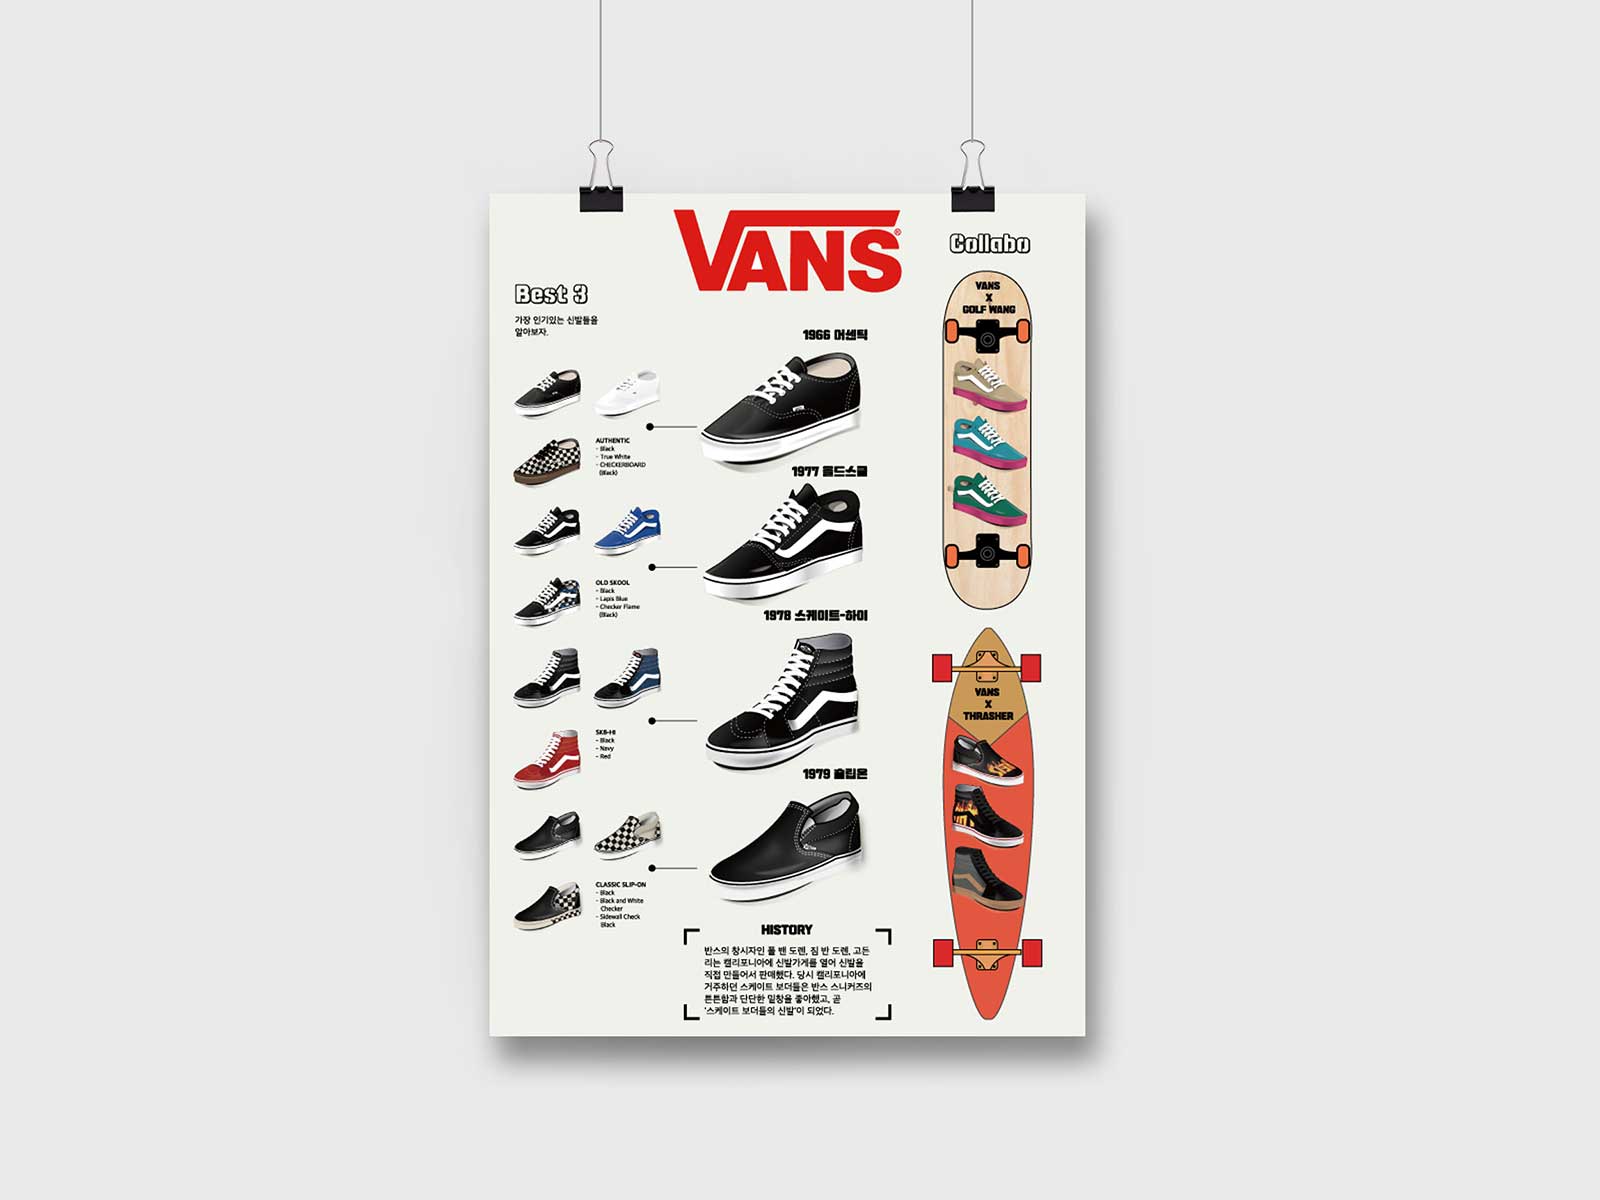 VANS®
Collabo
Best 3
가장 인기있는 신발들을
알아보자.
AUTHENTIC
- Black
- True White
- CHECKERBOARD
(Black)
OLD SKOOL
- Black
- Lapis Blue
- Checker Flame
(Black)
SK8-HI
- Black
- Navy
- Red
CLASSIC SLIP-ON
- Black
- Black and White
Checker
- Sidewall Check
Black
1966 어센틱
1977 올드스쿨
1978 스케이트-하이
1979 슬립온
HISTORY
반스의 창시자인 폴 밴 도렌, 짐 반 도렌, 고든
리는 캘리포니아에 신발가게를 열어 신발을
직접 만들어서 판매했다. 당시 캘리포니아에
거주하던 스케이트 보더들은 반스 스니커즈의
튼튼함과 단단한 밑창을 좋아했고, 곧
'스케이트 보더들의 신발'이 되었다.
VANS
X
GOLF WANG
VANS
X
THRASHER